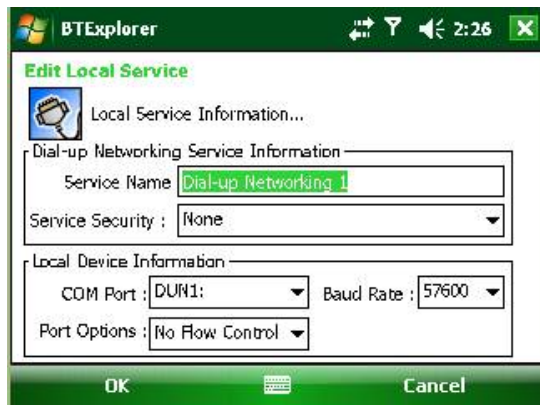 BTExplorer 2:26
Edit Local Service
Local Service Information...
Dial-up Networking Service Information
Service Name Dial-up Networking 1
Service Security : None
Local Device Information
COM Port : DUN1: Baud Rate : 57600
Port Options : No Flow Control
OK Cancel